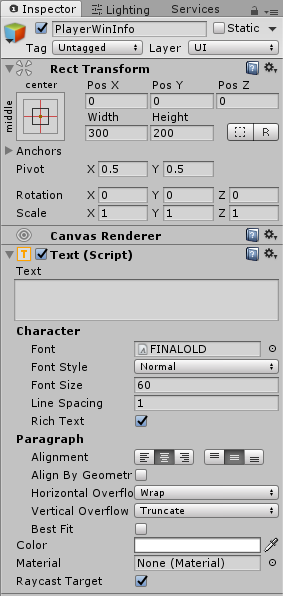 Inspector Lighting Services
PlayerWinInfo Static
Tag Untagged Layer UI
Rect Transform
center Pos X Pos Y Pos Z
middle 0 0 0
Width Height
300 200 R
Anchors
Pivot X 0.5 Y 0.5
Rotation X 0 Y 0 Z 0
Scale X 1 Y 1 Z 1
Canvas Renderer
T Text (Script)
Text
Character
Font FINALOLD
Font Style Normal
Font Size 60
Line Spacing 1
Rich Text
Paragraph
Alignment
Align By Geometr
Horizontal Overflo Wrap
Vertical Overflow Truncate
Best Fit
Color
Material None (Material)
Raycast Target